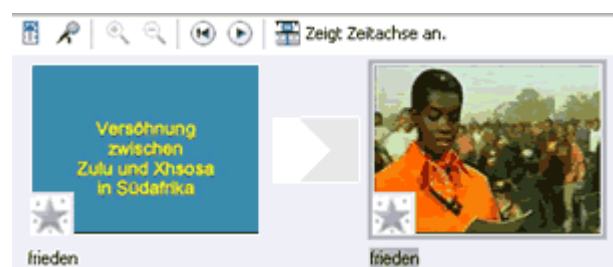 Zeigt Zeitachse an.
Versöhnung
zwischen
Zulu und Xhsosa
in Südafrika
frieden
frieden